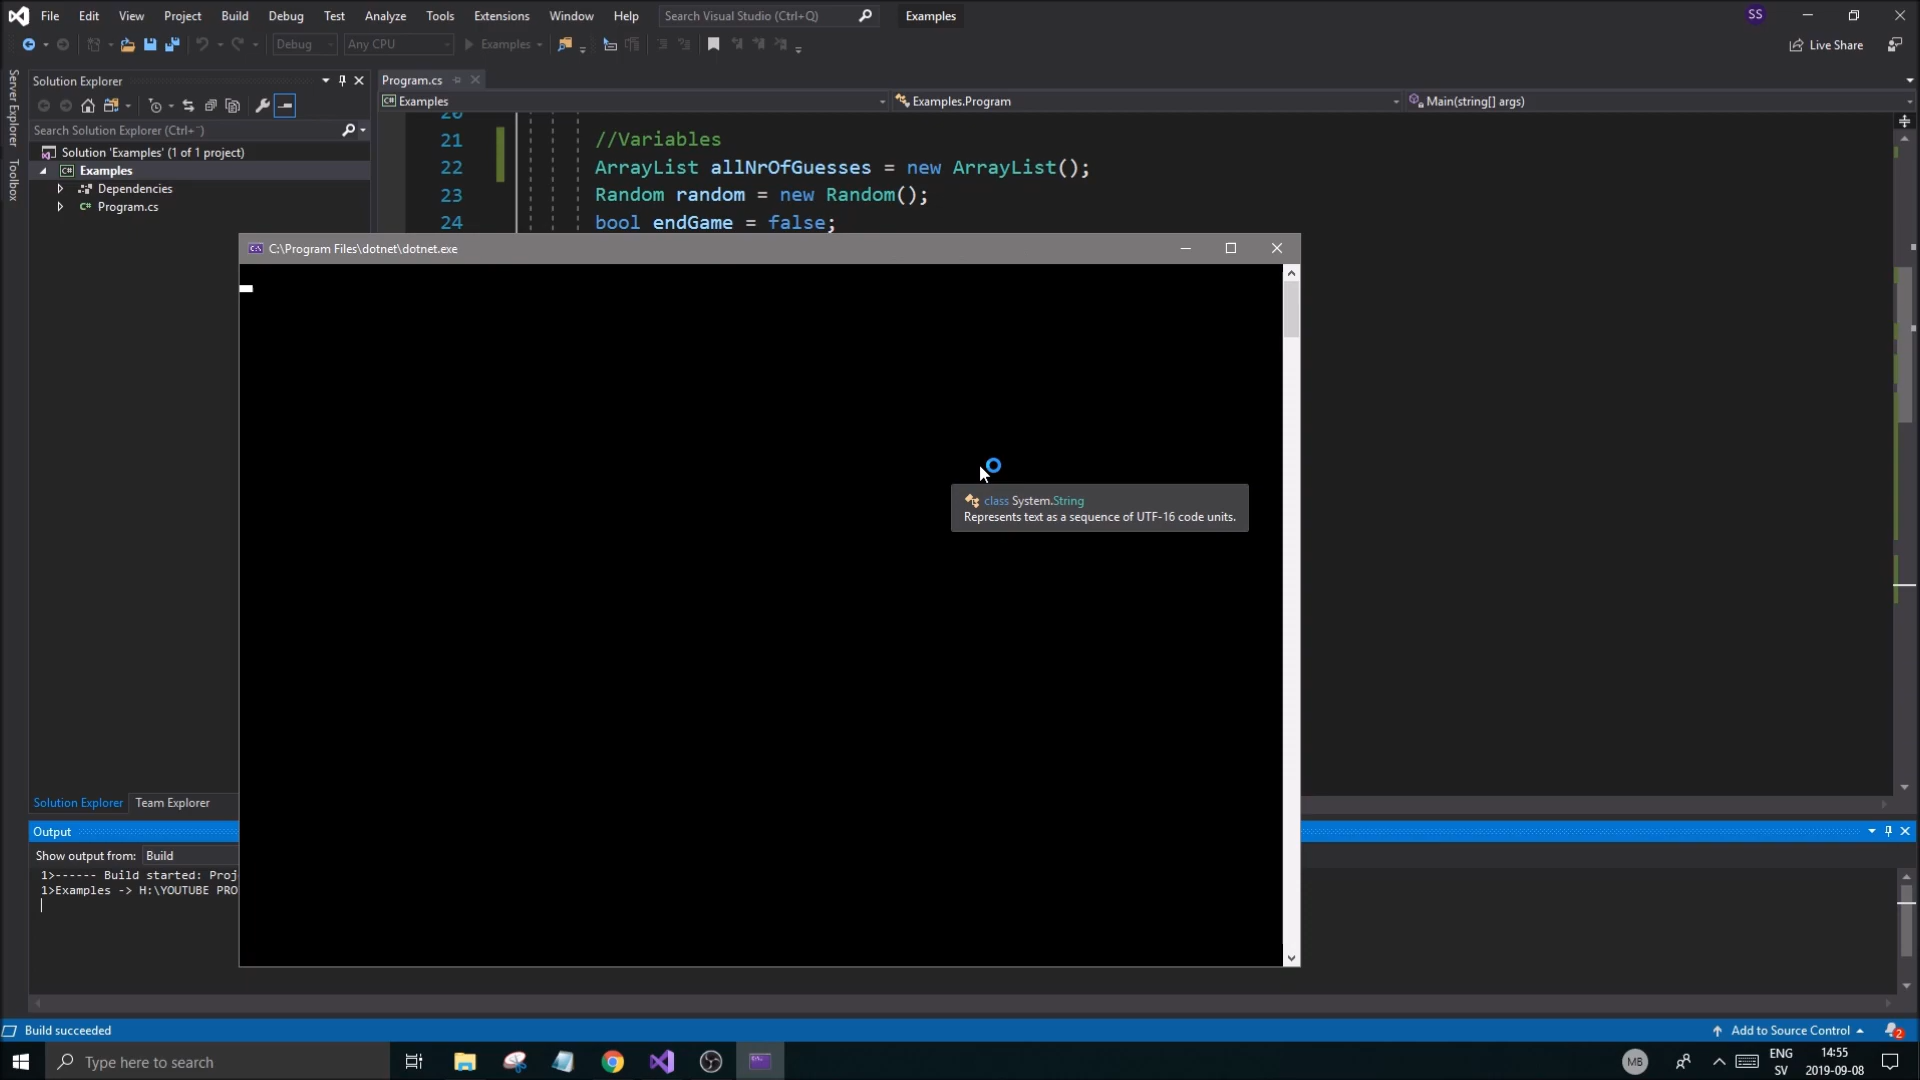 File Edit View Project Build Debug Test Analyze Tools Extensions Window Help Search Visual Studio (Ctrl+Q) Examples SS
Debug Any CPU Examples Live Share
Server Explorer
Toolbox
Solution Explorer
Search Solution Explorer (Ctrl+¨)
Solution 'Examples' (1 of 1 project)
C# Examples
Dependencies
C# Program.cs
Program.cs
C# Examples Examples.Program Main(string[] args)
20
21 //Variables
22 ArrayList allNrOfGuesses = new ArrayList();
23 Random random = new Random();
24 bool endGame = false;
C:\Program Files\dotnet\dotnet.exe
class System.String
Represents text as a sequence of UTF-16 code units.
Solution Explorer Team Explorer
Output
Show output from: Build
1>------ Build started: Proj
1>Examples -> H:\YOUTUBE PRO
Build succeeded Add to Source Control 2
Type here to search
MB
ENG
SV
14:55
2019-09-08